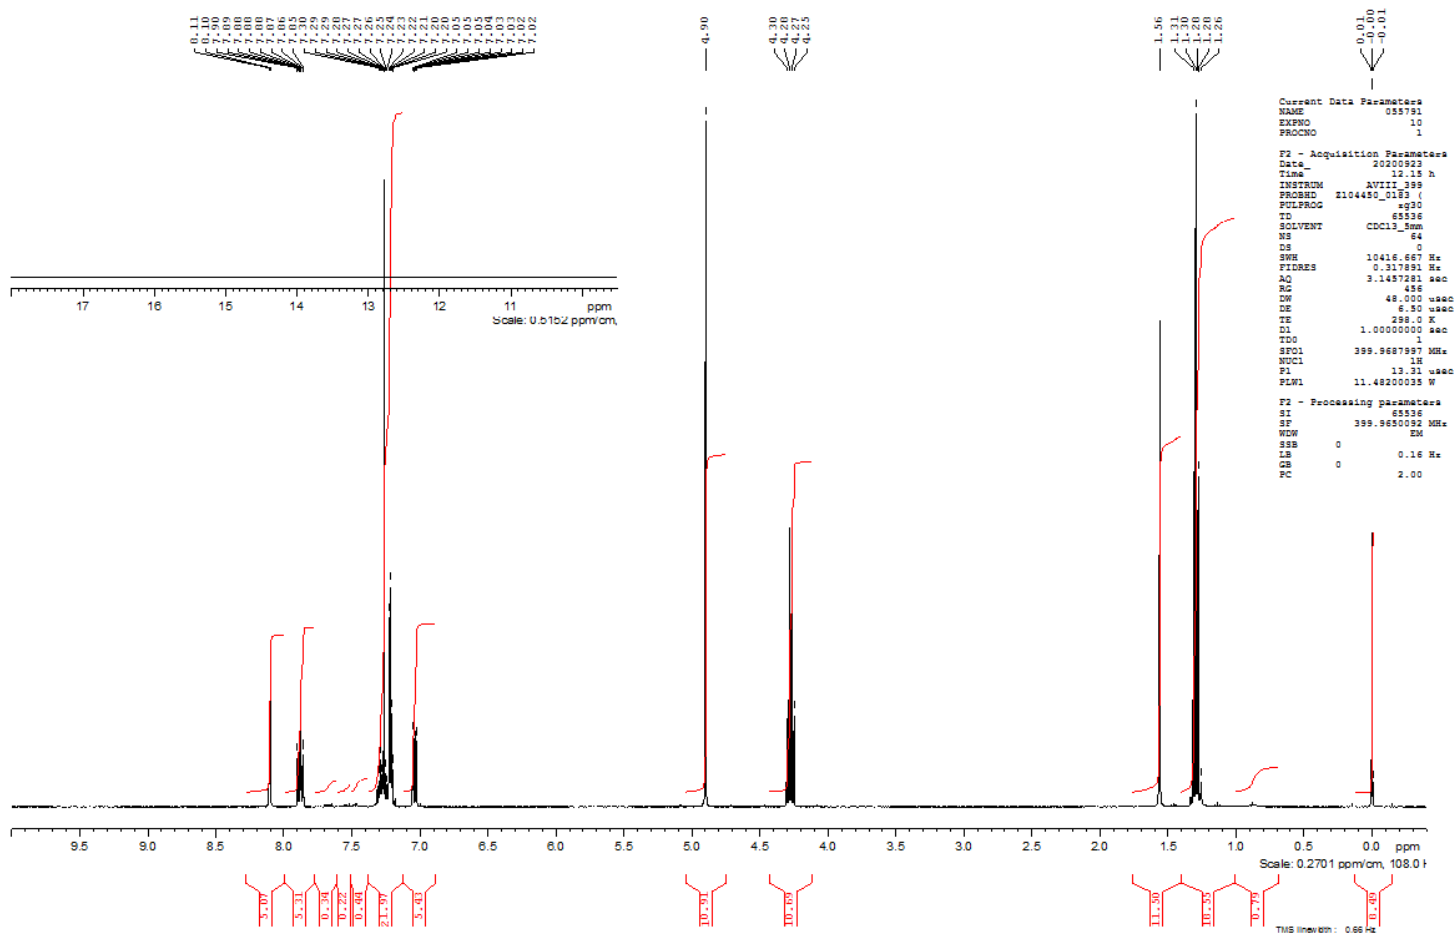 8.11
8.10
7.90
7.89
7.88
7.88
7.87
7.86
7.85
7.30
7.29
7.29
7.28
7.27
7.27
7.26
7.25
7.24
7.23
7.22
7.21
7.20
7.20
7.05
7.05
7.05
7.04
7.03
7.03
7.02
7.02
4.90
4.30
4.28
4.27
4.25
1.56
1.31
1.30
1.28
1.28
1.26
0.01
-0.00
-0.01
Current Data Parameters
NAME 055791
EXPNO 10
PROCNO 1
F2 - Acquisition Parameters
Date_ 20200923
Time 12.15 h
INSTRUM AVIII_399
PROBHD Z104450_0183 (
PULPROG zg30
TD 65536
SOLVENT CDCl3_5mm
NS 64
DS 0
SWH 10416.667 Hz
FIDRES 0.317891 Hz
AQ 3.1457281 sec
RG 456
DW 48.000 usec
DE 6.50 usec
TE 298.0 K
D1 1.00000000 sec
TD0 1
SFO1 399.9687997 MHz
NUC1 1H
P1 13.31 usec
PLW1 11.48200035 W
F2 - Processing parameters
SI 65536
SF 399.9650092 MHz
WDW EM
SSB 0
LB 0.16 Hz
GB 0
PC 2.00
17 16 15 14 13 12 11 ppm
Scale: 0.5152 ppm/cm,
9.5 9.0 8.5 8.0 7.5 7.0 6.5 6.0 5.5 5.0 4.5 4.0 3.5 3.0 2.5 2.0 1.5 1.0 0.5 0.0 ppm
Scale: 0.2701 ppm/cm, 108.0
5.07
5.31
0.34
0.22
0.44
21.97
5.43
10.91
10.69
11.50
18.55
0.79
TMS linewidth : 0.66 Hz